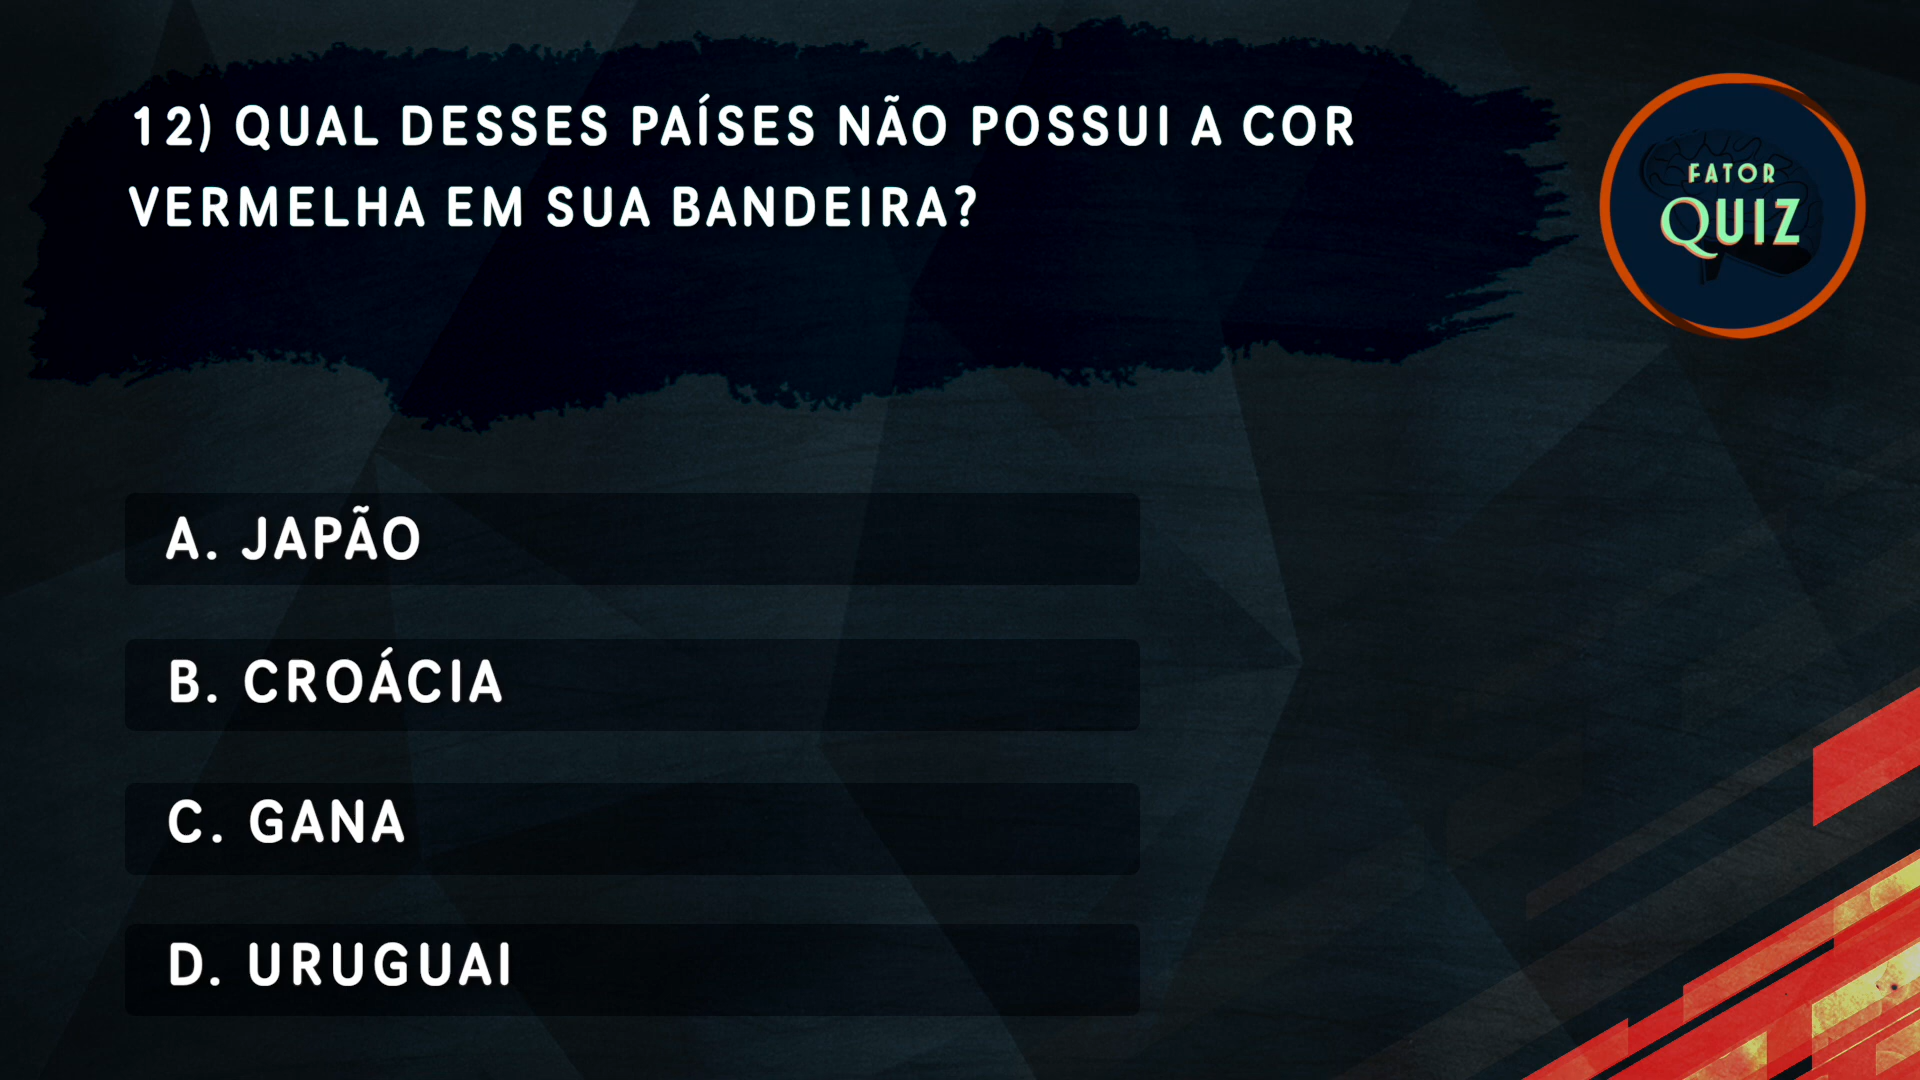 12) QUAL DESSES PAÍSES NÃO POSSUI A COR
VERMELHA EM SUA BANDEIRA?
FATOR
QUIZ
A. JAPÃO
B. CROÁCIA
C. GANA
D. URUGUAI